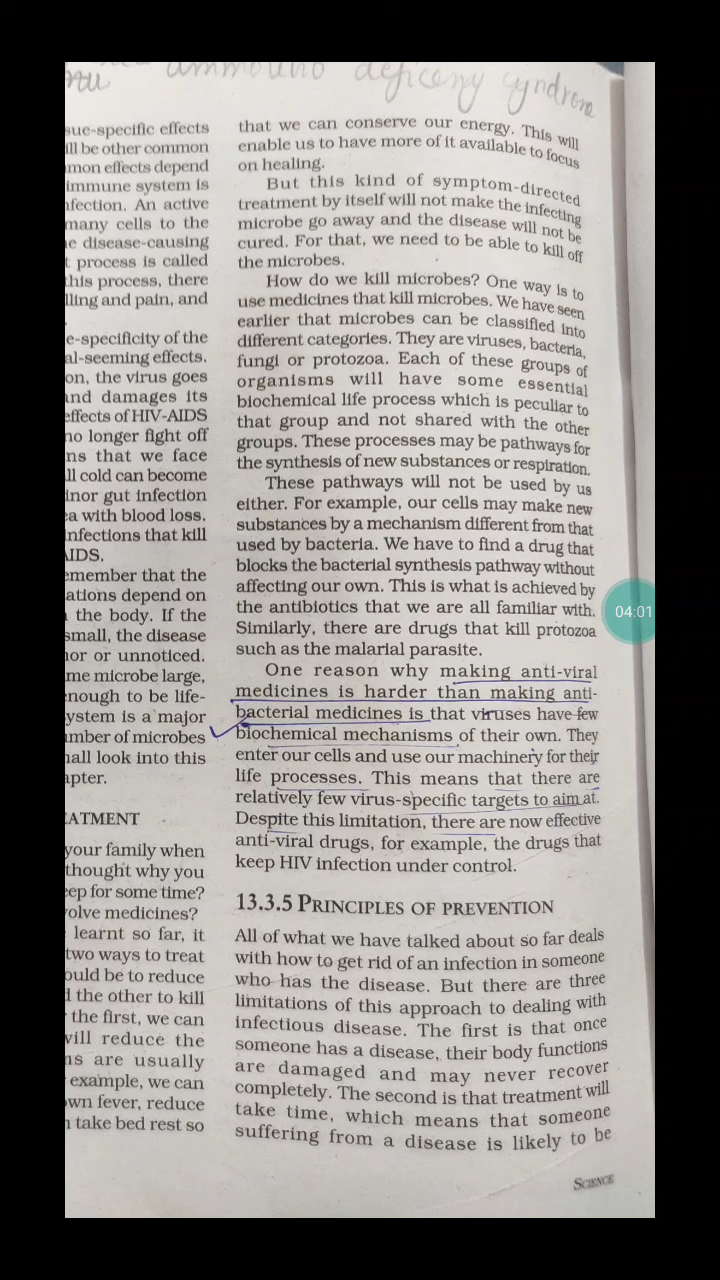 ammouno deficeny syndrome
sue-specific effects
ill be other common
mon effects depend
immune system is
nfection. An active
many cells to the
e disease-causing
t process is called
this process, there
lling and pain, and
e-specificity of the
al-seeming effects.
on, the virus goes
and damages its
effects of HIV-AIDS
no longer fight off
ns that we face
ll cold can become
inor gut infection
ea with blood loss.
infections that kill
AIDS.
emember that the
ations depend on
the body. If the
small, the disease
nor or unnoticed.
me microbe large,
enough to be life-
ystem is a major
umber of microbes
hall look into this
apter.
EATMENT
your family when
thought why you
eep for some time?
olve medicines?
learnt so far, it
two ways to treat
ould be to reduce
d the other to kill
the first, we can
will reduce the
ns are usually
example, we can
own fever, reduce
n take bed rest so
that we can conserve our energy. This will
enable us to have more of it available to focus
on healing.
But this kind of symptom-directed
treatment by itself will not make the infecting
microbe go away and the disease will not be
cured. For that, we need to be able to kill off
the microbes.
How do we kill microbes? One way is to
use medicines that kill microbes. We have seen
earlier that microbes can be classified into
different categories. They are viruses, bacteria,
fungi or protozoa. Each of these groups of
organisms will have some essential
biochemical life process which is peculiar to
that group and not shared with the other
groups. These processes may be pathways for
the synthesis of new substances or respiration.
These pathways will not be used by us
either. For example, our cells may make new
substances by a mechanism different from that
used by bacteria. We have to find a drug that
blocks the bacterial synthesis pathway without
affecting our own. This is what is achieved by
the antibiotics that we are all familiar with.
Similarly, there are drugs that kill protozoa
such as the malarial parasite.
One reason why making anti-viral
medicines is harder than making anti-
bacterial medicines is that viruses have few
biochemical mechanisms of their own. They
enter our cells and use our machinery for their
life processes. This means that there are
relatively few virus-specific targets to aim at.
Despite this limitation, there are now effective
anti-viral drugs, for example, the drugs that
keep HIV infection under control.
13.3.5 PRINCIPLES OF PREVENTION
All of what we have talked about so far deals
with how to get rid of an infection in someone
who has the disease. But there are three
limitations of this approach to dealing with
infectious disease. The first is that once
someone has a disease, their body functions
are damaged and may never recover
completely. The second is that treatment will
take time, which means that someone
suffering from a disease is likely to be
SCIENCE
04:01